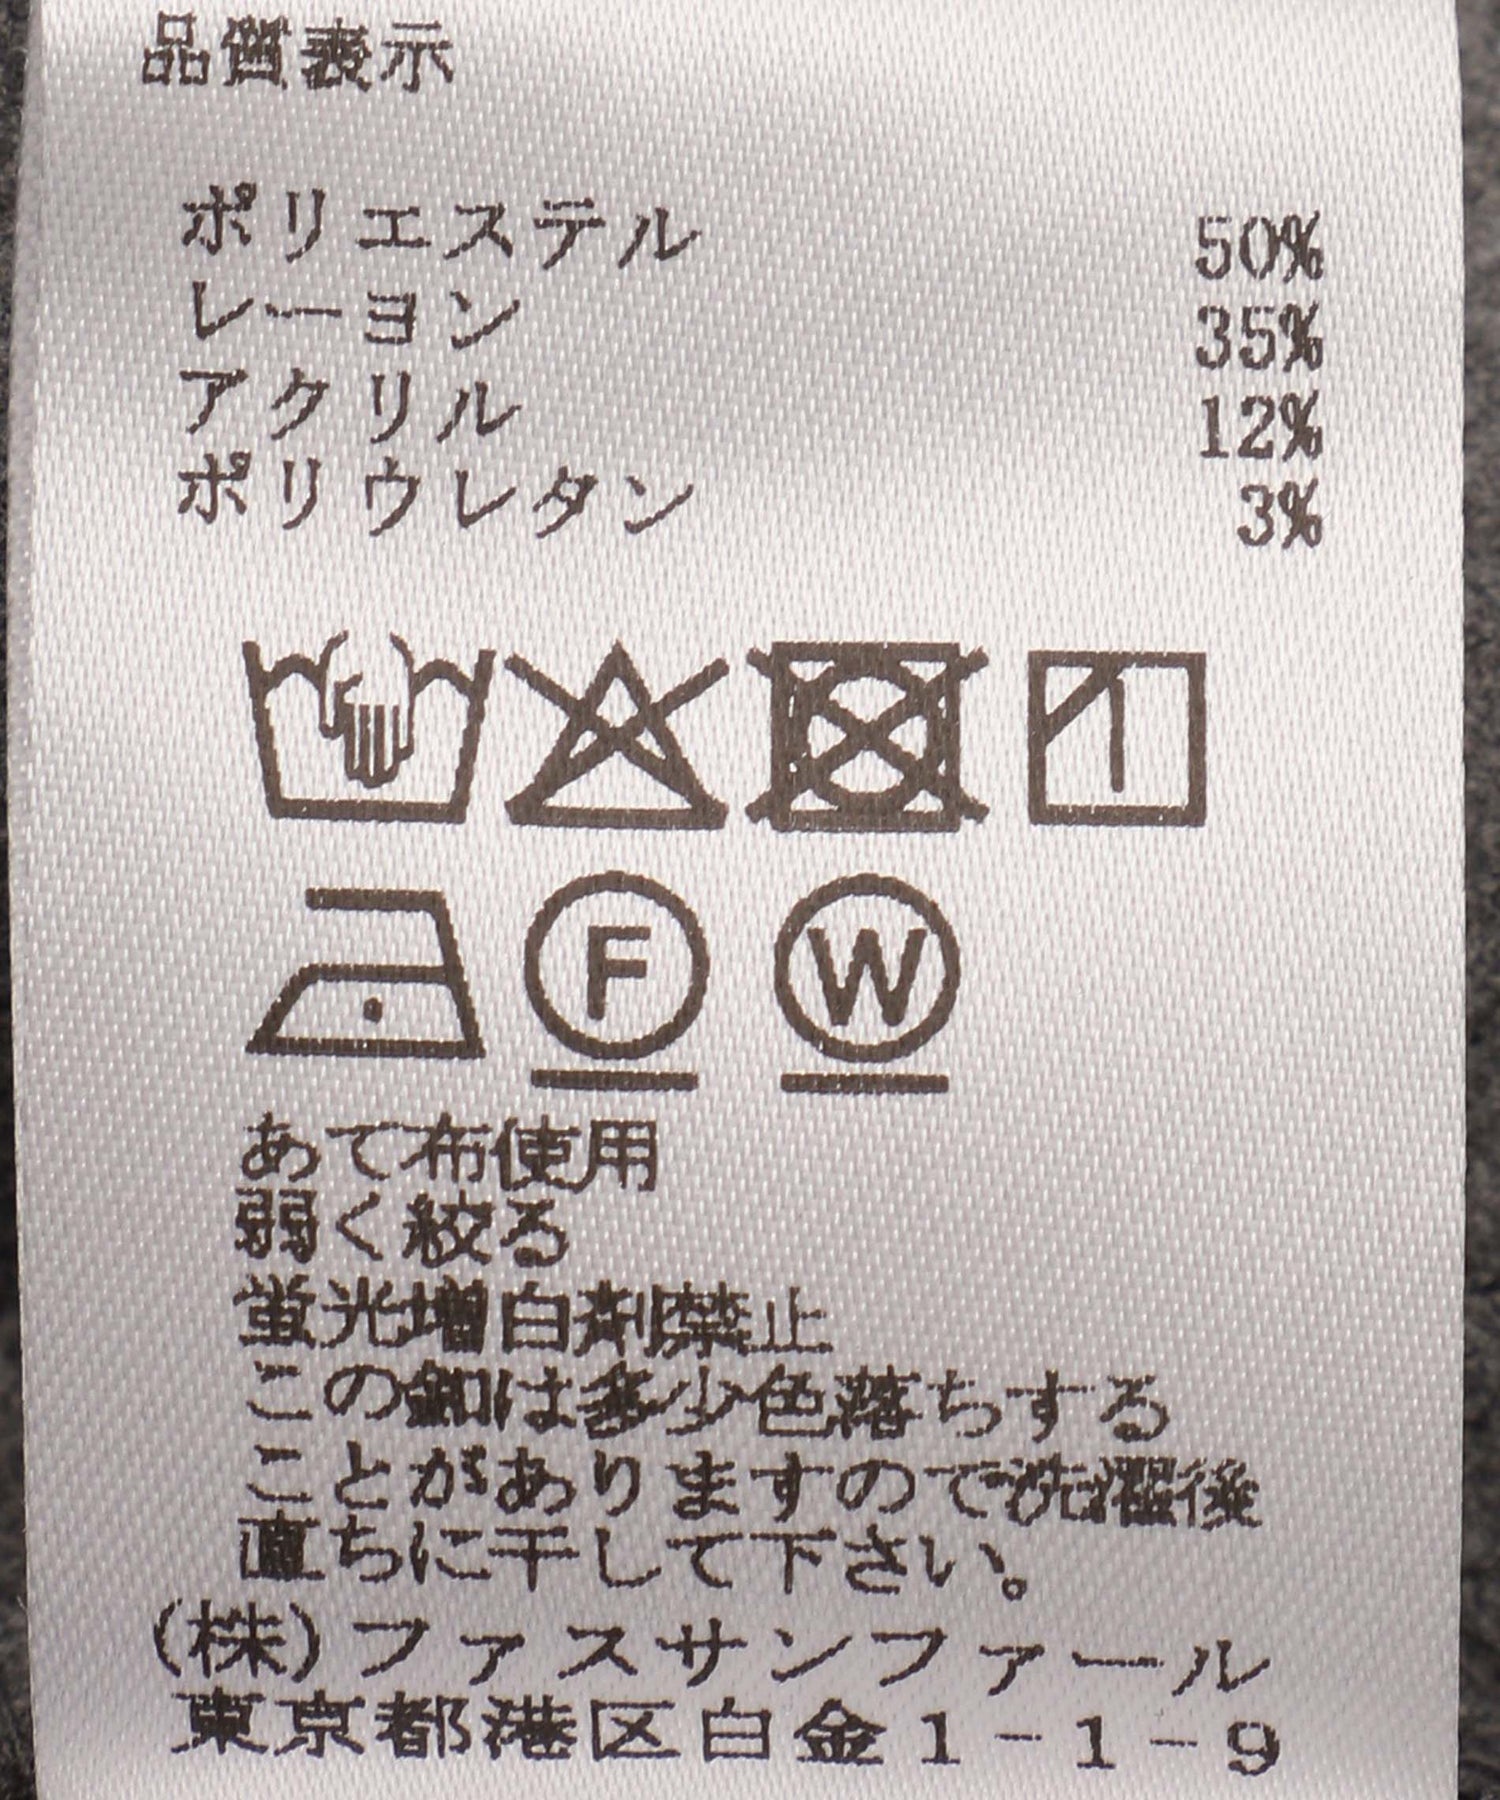 品質表示
ポリエステル 50%
レーヨン 35%
アクリル 12%
ポリウレタン 3%
F W
あて布使用
弱く絞る
蛍光増白剤禁止
この釦は多少色落ちする
ことがありますので洗濯後
直ちに干して下さい。
(株)ファスサンファール
東京都港区白金1-1-9